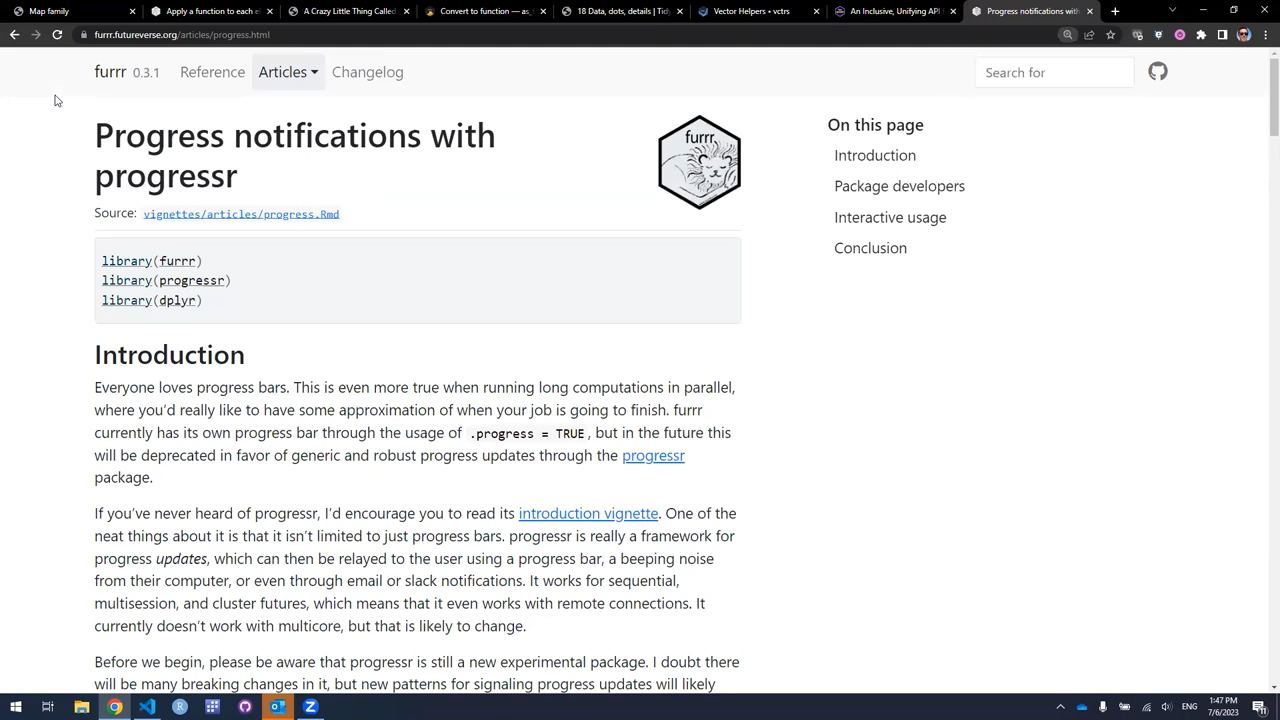 Map family
Apply a function to each el
A Crazy Little Thing Called
Convert to function — as_
18 Data, dots, details | Tid
Vector Helpers • vctrs
An Inclusive, Unifying API
Progress notifications with
furrr.futureverse.org/articles/progress.html
furrr 0.3.1 Reference Articles Changelog
Search for
Progress notifications with
progressr
furrr
Source: vignettes/articles/progress.Rmd
library(furrr)
library(progressr)
library(dplyr)
Introduction
Everyone loves progress bars. This is even more true when running long computations in parallel,
where you’d really like to have some approximation of when your job is going to finish. furrr
currently has its own progress bar through the usage of .progress = TRUE, but in the future this
will be deprecated in favor of generic and robust progress updates through the progressr
package.
If you’ve never heard of progressr, I’d encourage you to read its introduction vignette. One of the
neat things about it is that it isn’t limited to just progress bars. progressr is really a framework for
progress updates, which can then be relayed to the user using a progress bar, a beeping noise
from their computer, or even through email or slack notifications. It works for sequential,
multisession, and cluster futures, which means that it even works with remote connections. It
currently doesn’t work with multicore, but that is likely to change.
Before we begin, please be aware that progressr is still a new experimental package. I doubt there
will be many breaking changes in it, but new patterns for signaling progress updates will likely
On this page
Introduction
Package developers
Interactive usage
Conclusion
1:47 PM
7/6/2023